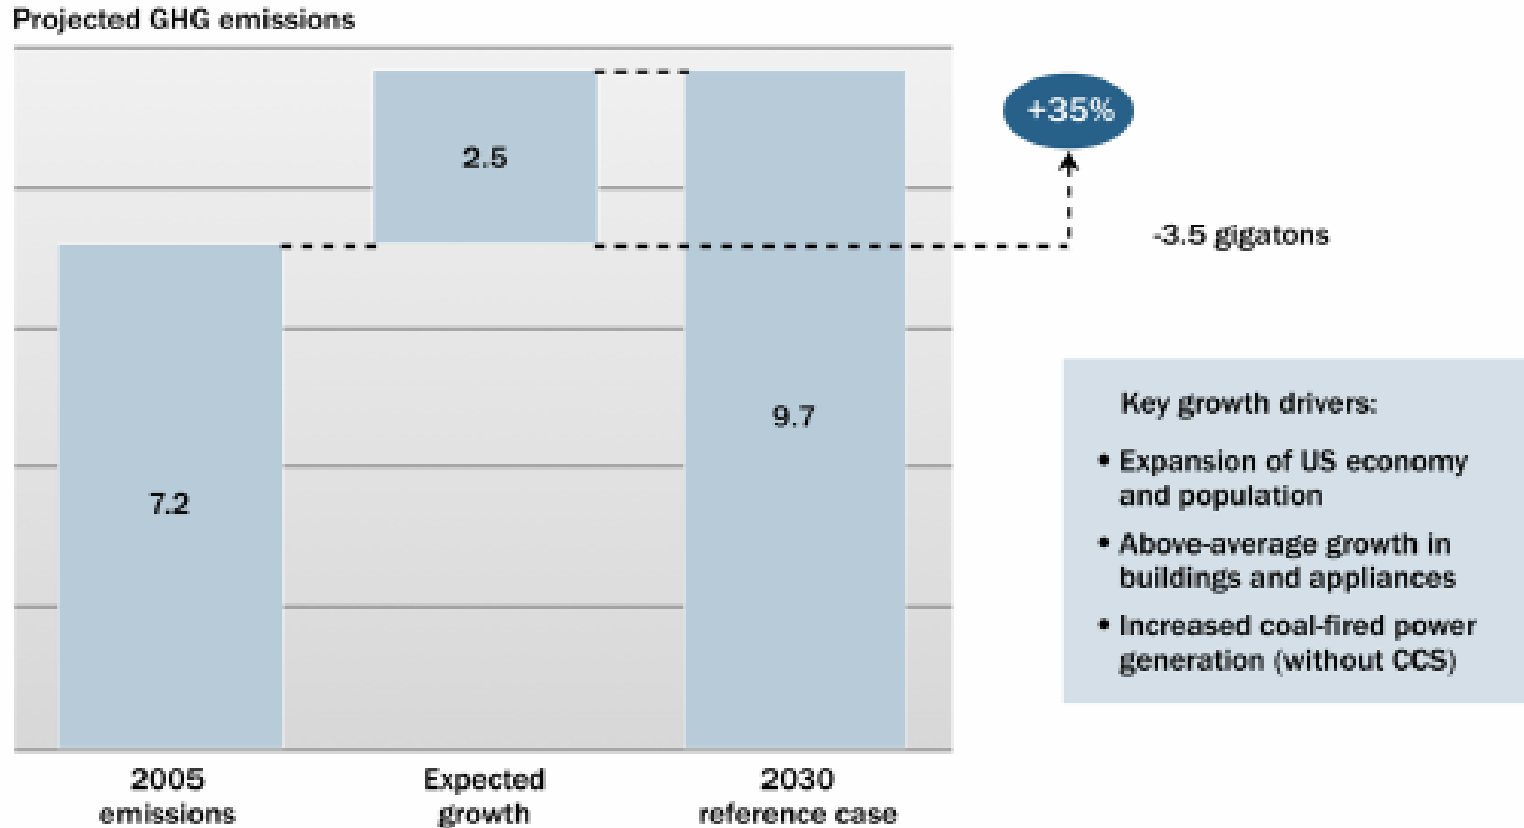 Projected GHG emissions
+35%
2.5
-3.5 gigatons
9.7
7.2
Key growth drivers:
• Expansion of US economy
and population
• Above-average growth in
buildings and appliances
• Increased coal-fired power
generation (without CCS)
2005
emissions
Expected
growth
2030
reference case